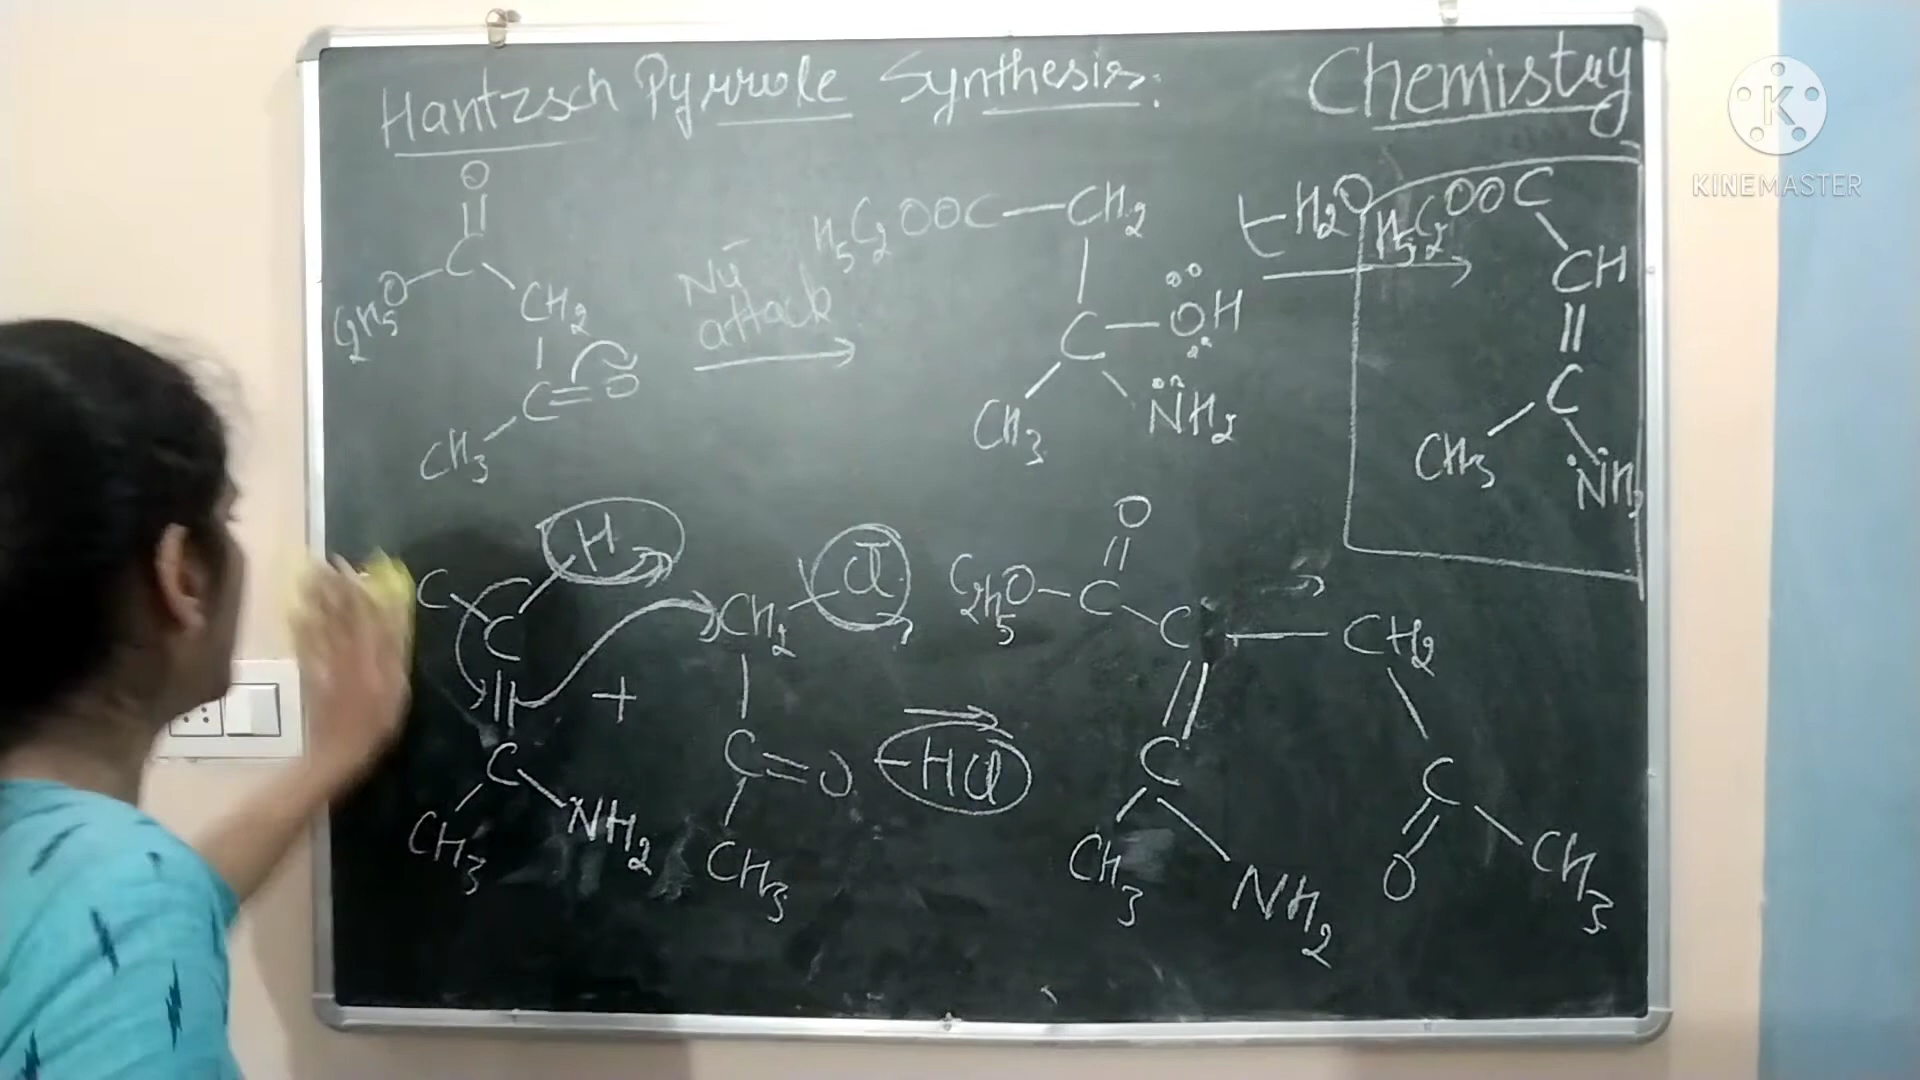 Hantzsch Pyrrole Synthesis:
Chemistry
KINEMASTER
O
C
C2H5O
CH2
C=O
CH3
Nu-
attack
H5C2OOC—CH2
C—OH
CH3
NH2
-H2O
H5C2OOC
CH
C
CH3
NH2
C
H
C
C
CH3
NH2
+
CH2
Cl
C=O
CH3
-HCl
O
C2H5O—C
C—CH2
C
C
CH3
NH2
O
CH3